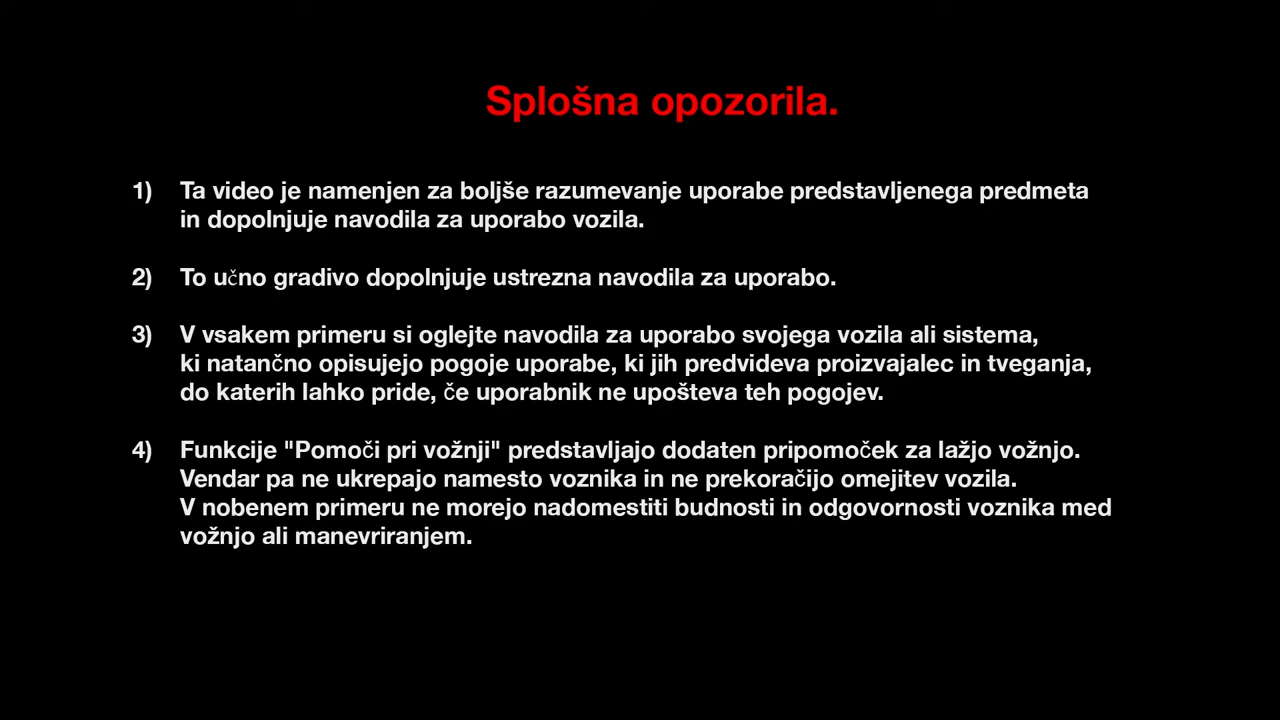 Splošna opozorila.
1) Ta video je namenjen za boljše razumevanje uporabe predstavljenega predmeta
in dopolnjuje navodila za uporabo vozila.
2) To učno gradivo dopolnjuje ustrezna navodila za uporabo.
3) V vsakem primeru si oglejte navodila za uporabo svojega vozila ali sistema,
ki natančno opisujejo pogoje uporabe, ki jih predvideva proizvajalec in tveganja,
do katerih lahko pride, če uporabnik ne upošteva teh pogojev.
4) Funkcije "Pomoči pri vožnji" predstavljajo dodaten pripomoček za lažjo vožnjo.
Vendar pa ne ukrepajo namesto voznika in ne prekoračijo omejitev vozila.
V nobenem primeru ne morejo nadomestiti budnosti in odgovornosti voznika med
vožnjo ali manevriranjem.